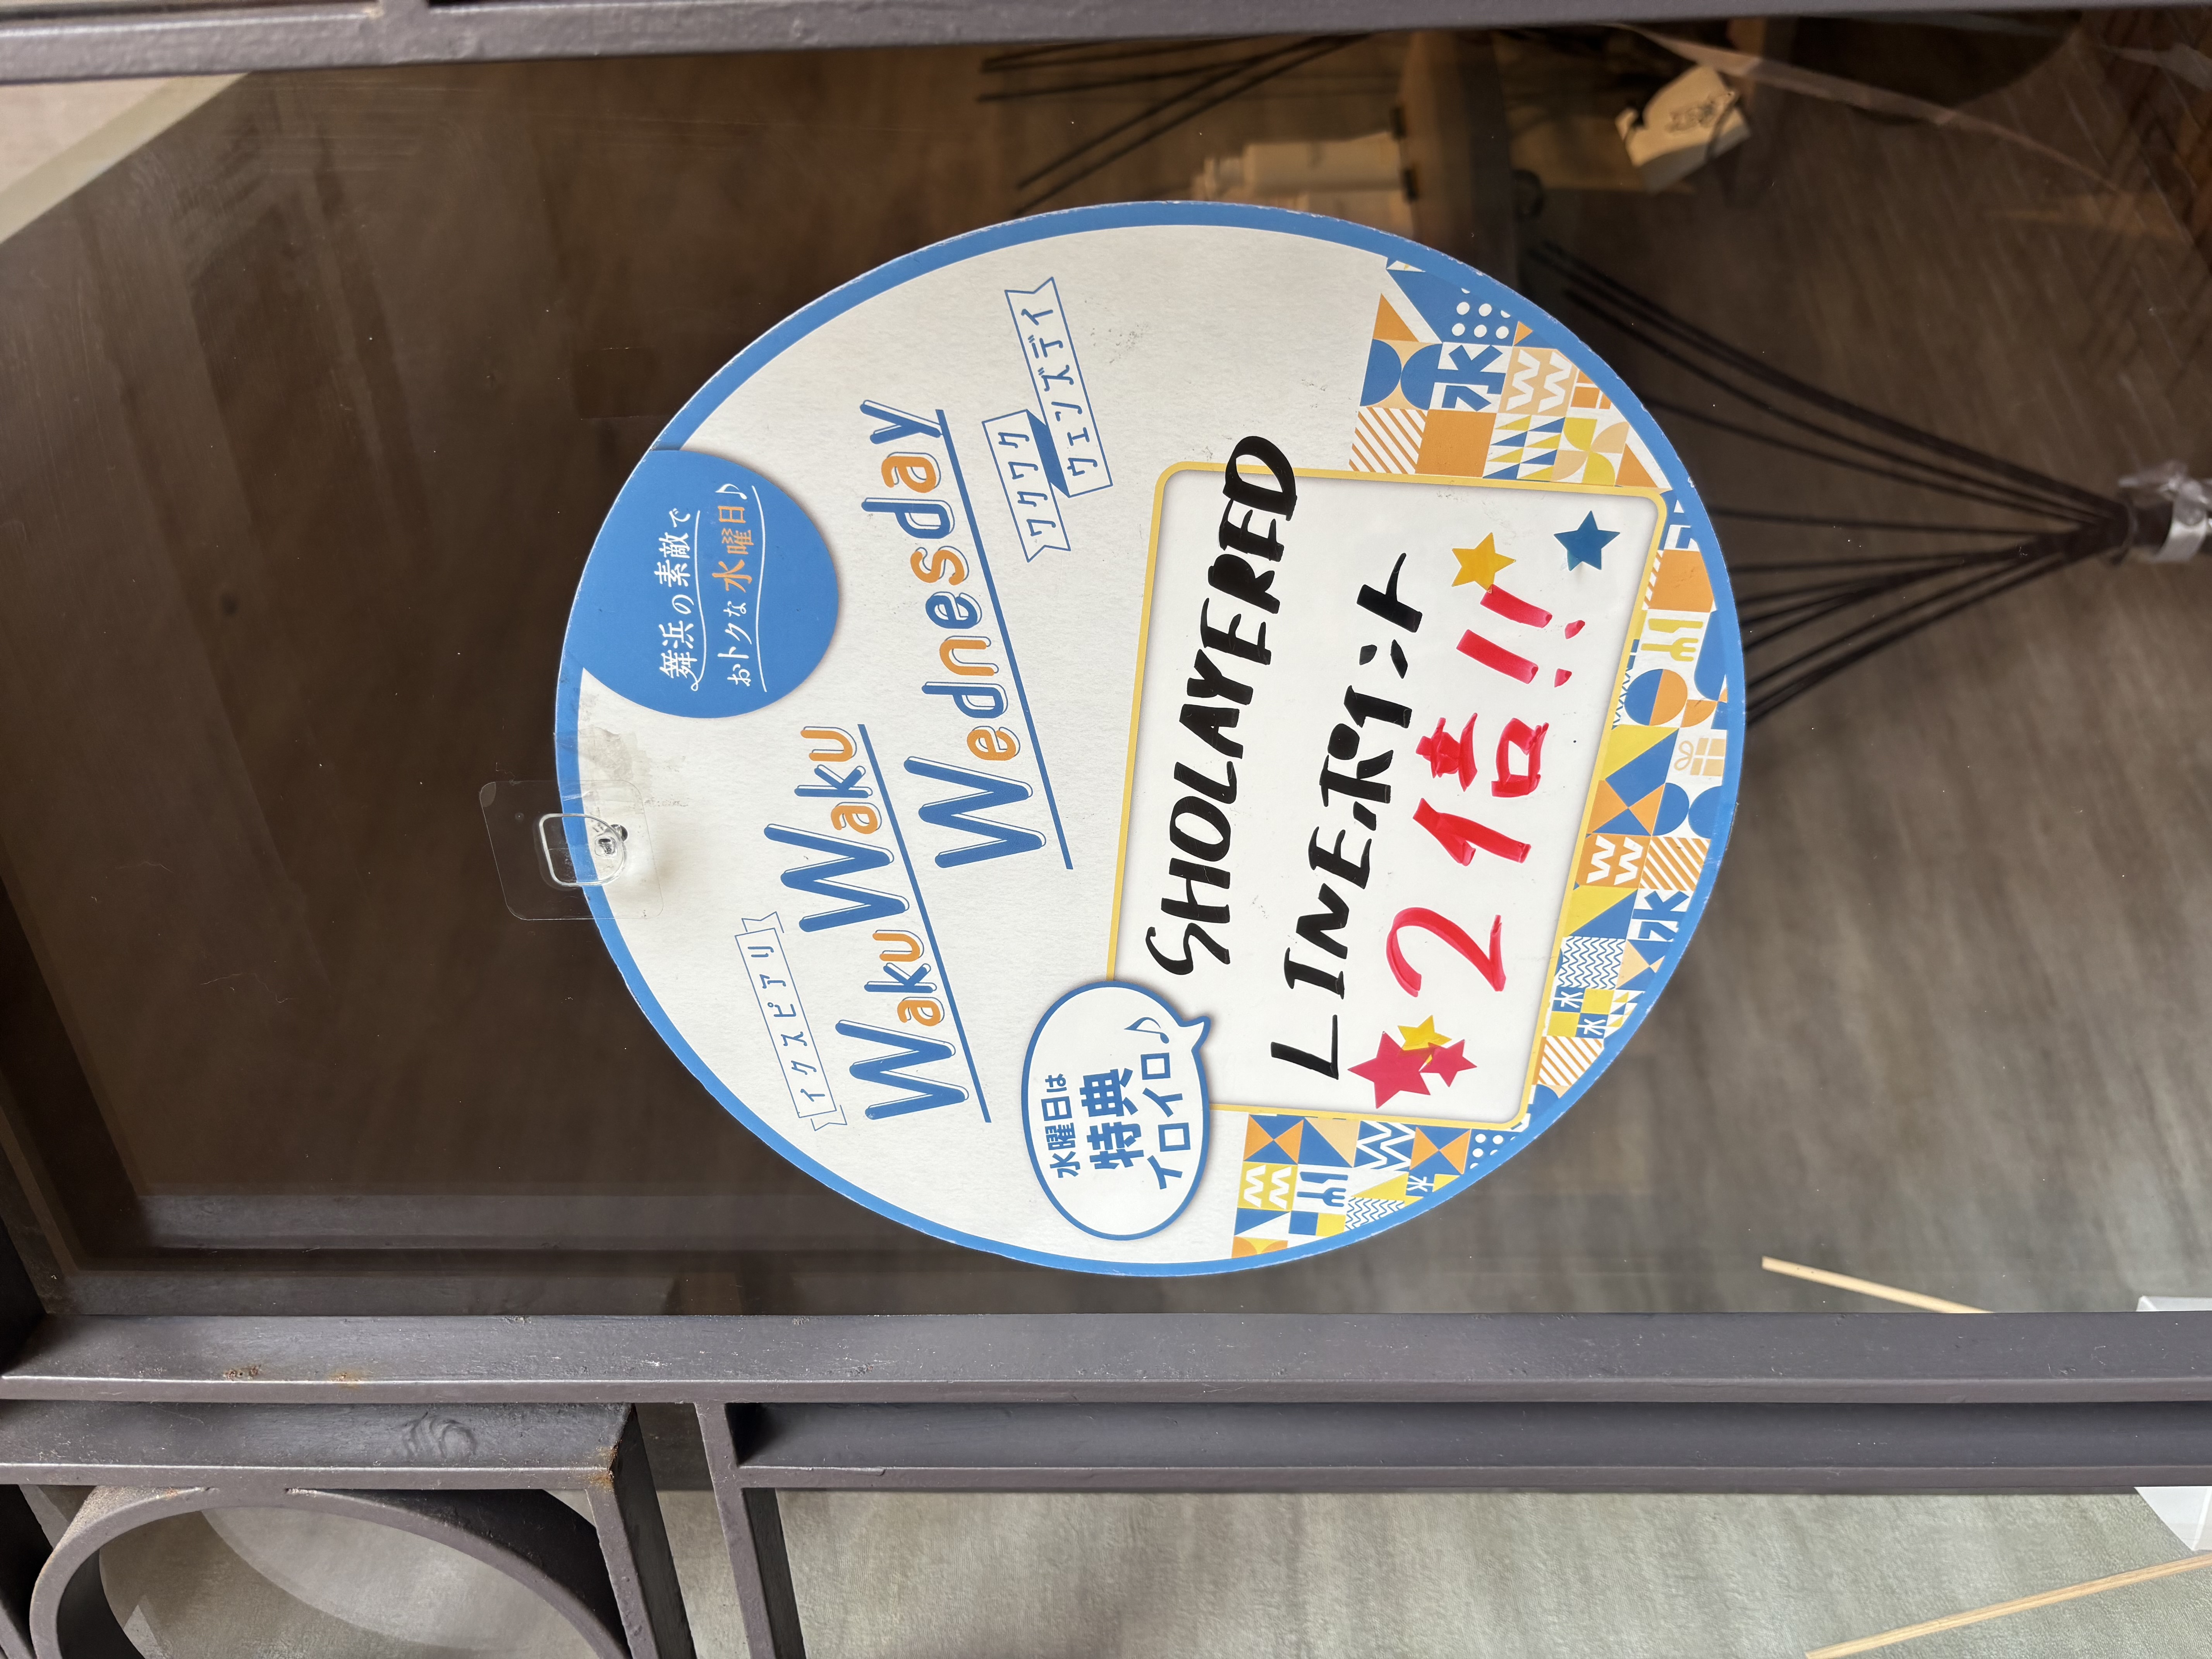 舞浜の素敵で
おトクな水曜日♪
イクスピアリ
Waku Waku
Wednesday
ワクワク
ウェンズデイ
水曜日は
特典
イロイロ♪
SHOLAYERED
LINEポイント
2倍!!